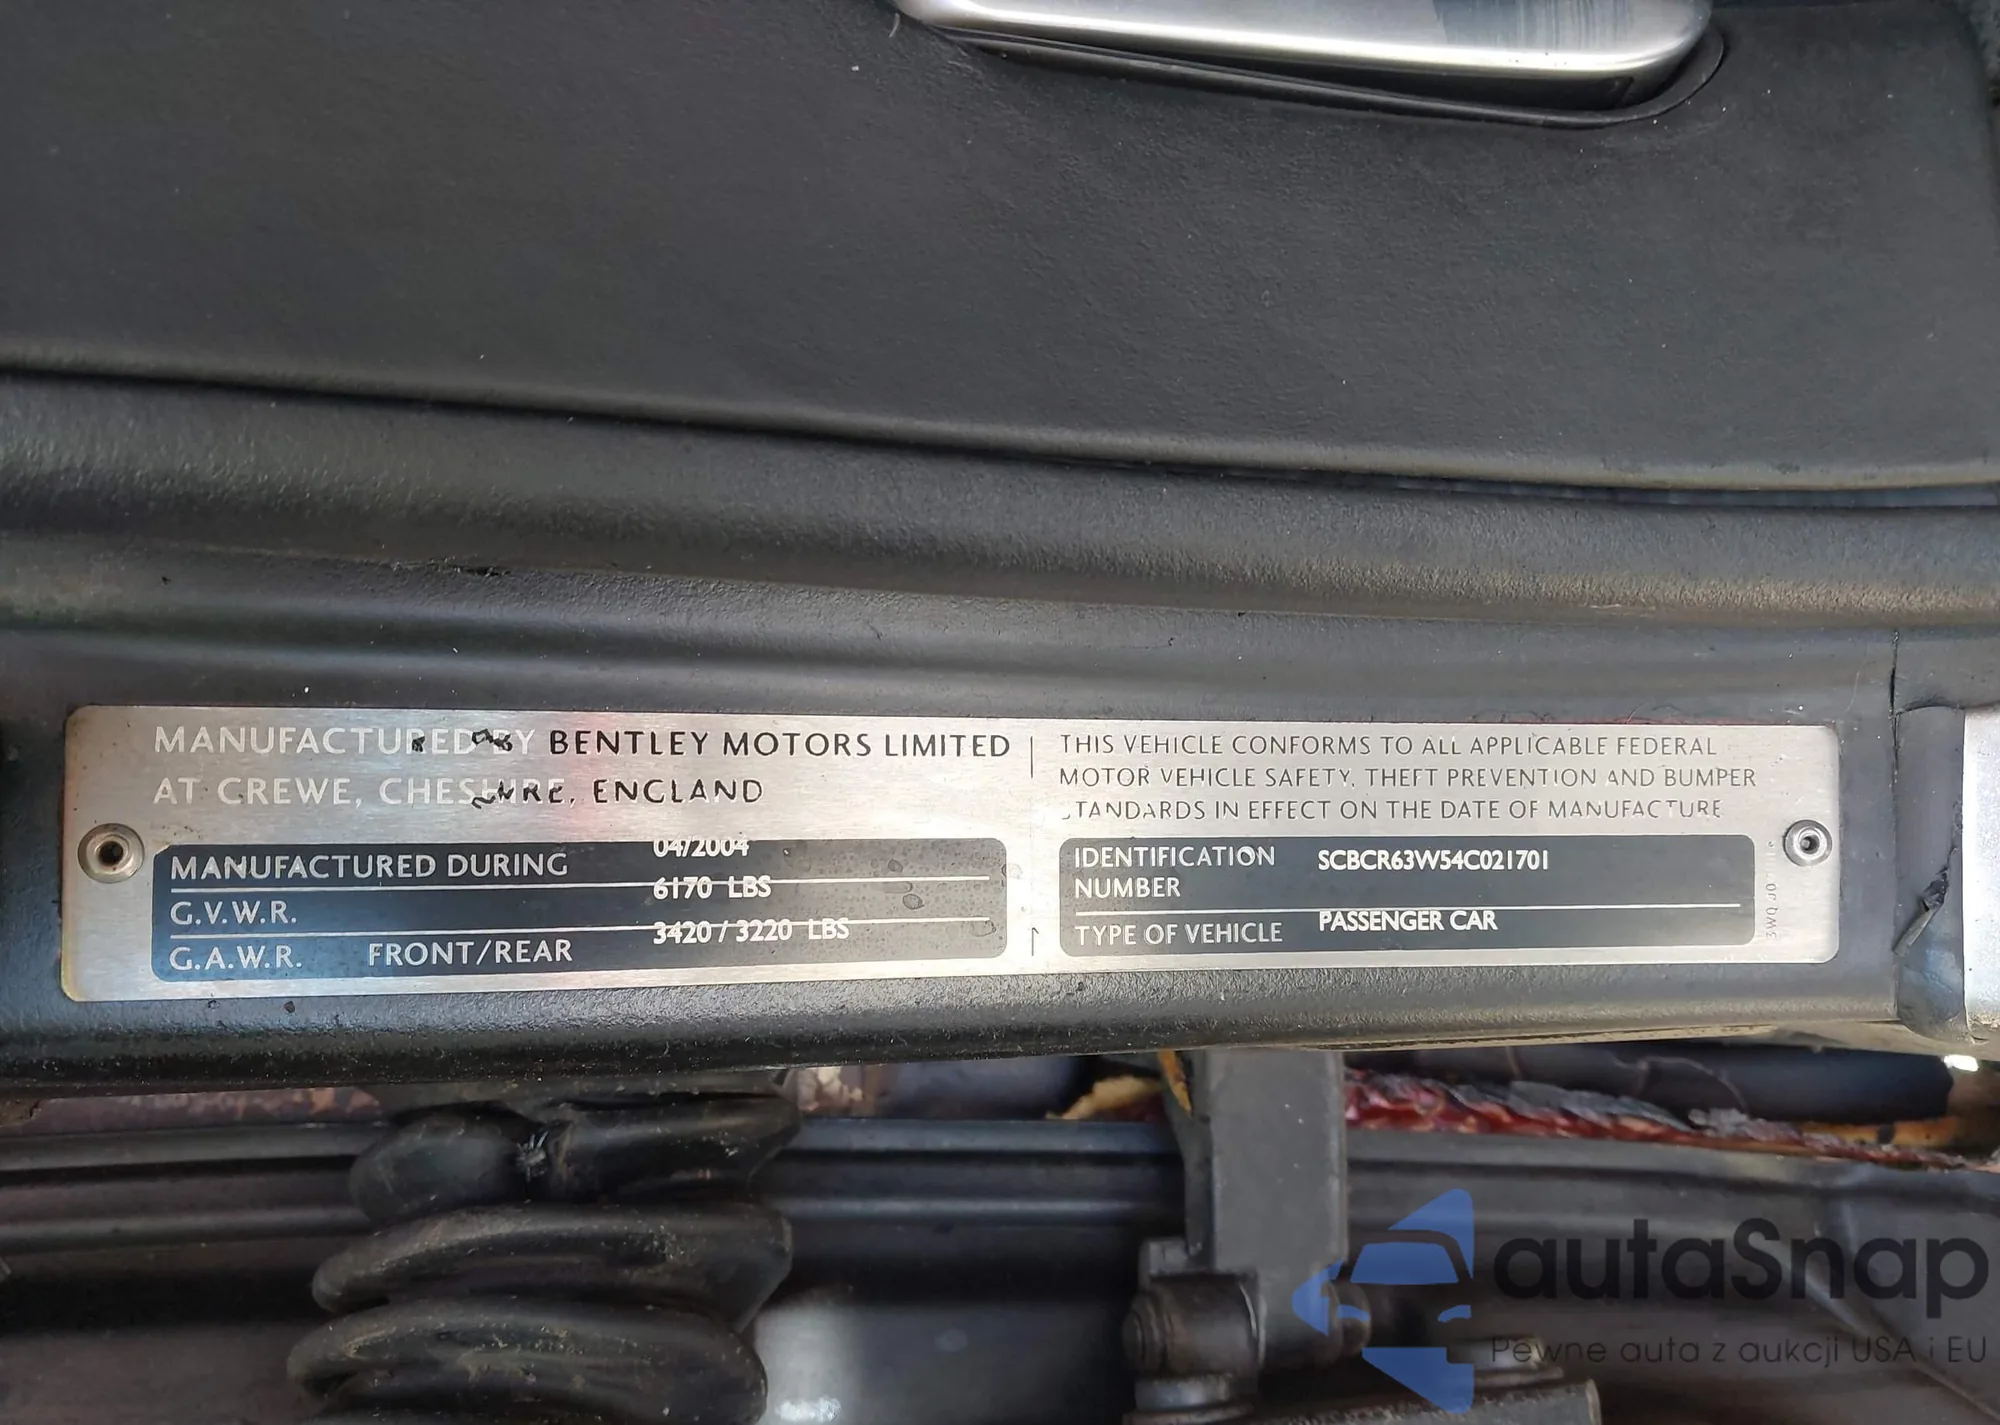 MANUFACTURED BY BENTLEY MOTORS LIMITED
AT CREWE, CHESHIRE, ENGLAND
MANUFACTURED DURING 04/2004
G.V.W.R. 6170 LBS
G.A.W.R. FRONT/REAR 3420 / 3220 LBS
THIS VEHICLE CONFORMS TO ALL APPLICABLE FEDERAL
MOTOR VEHICLE SAFETY, THEFT PREVENTION AND BUMPER
STANDARDS IN EFFECT ON THE DATE OF MANUFACTURE
IDENTIFICATION SCBCR63W54C021701
NUMBER
TYPE OF VEHICLE PASSENGER CAR
autaSnap
Pewne auta z aukcji USA i EU